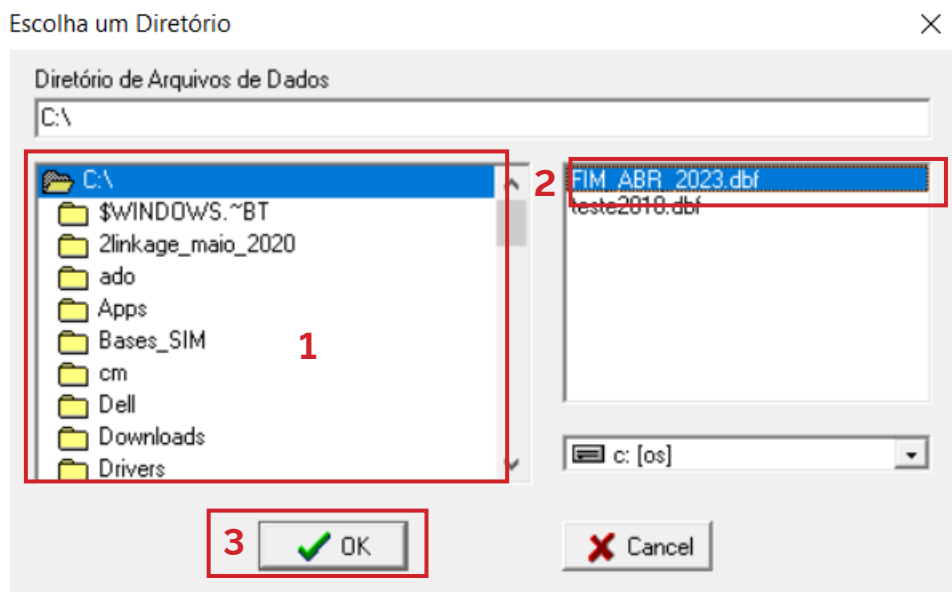 Escolha um Diretório
Diretório de Arquivos de Dados
C:\
C:\
$WINDOWS.~BT
2linkage_maio_2020
ado
Apps
Bases_SIM
cm
Dell
Downloads
Drivers
1
2
FIM_ABR_2023.dbf
teste2018.dbf
c: [os]
3
OK
Cancel